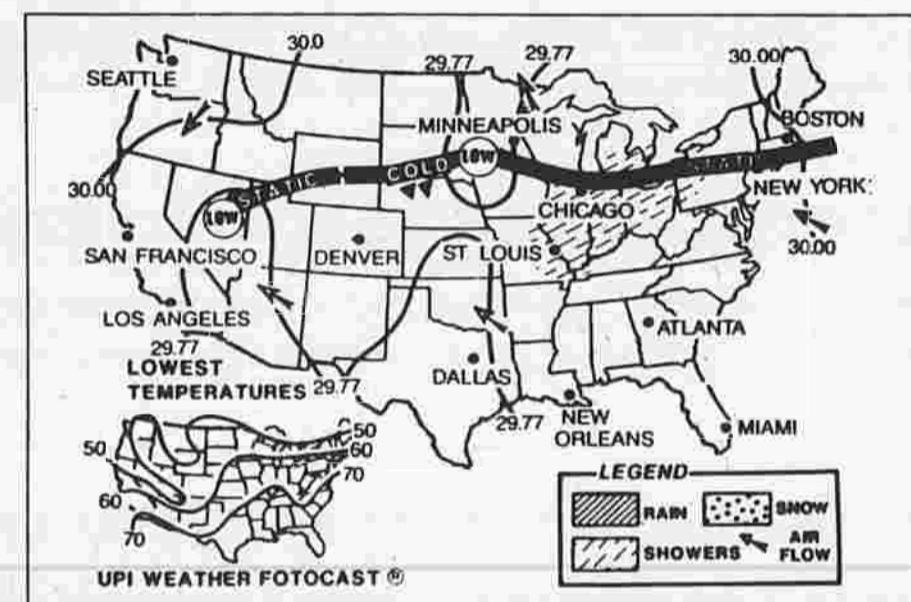 30.0
29.77
29.77
30.00
SEATTLE
MINNEAPOLIS
BOSTON
LOW
STATIC
COLD
STATIC
30.00
LOW
NEW YORK
CHICAGO
SAN FRANCISCO
DENVER
ST LOUIS
30.00
LOS ANGELES
ATLANTA
29.77
LOWEST
TEMPERATURES
29.77
DALLAS
29.77
NEW
ORLEANS
MIAMI
50
50
60
70
60
70
LEGEND
RAIN
SNOW
SHOWERS
AIR
FLOW
UPI WEATHER FOTOCAST ®